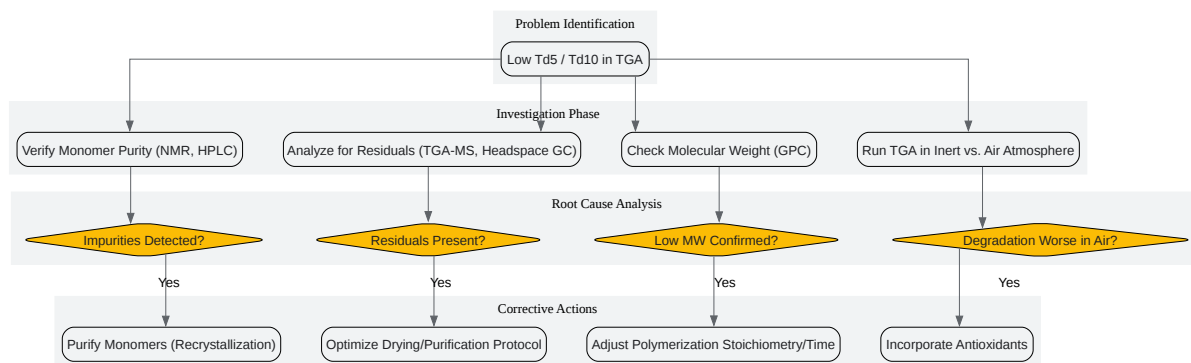 Problem Identification
Low Td5 / Td10 in TGA
Investigation Phase
Verify Monomer Purity (NMR, HPLC)
Analyze for Residuals (TGA-MS, Headspace GC)
Check Molecular Weight (GPC)
Run TGA in Inert vs. Air Atmosphere
Root Cause Analysis
Impurities Detected?
Residuals Present?
Low MW Confirmed?
Degradation Worse in Air?
Yes
Yes
Yes
Yes
Corrective Actions
Purify Monomers (Recrystallization)
Optimize Drying/Purification Protocol
Adjust Polymerization Stoichiometry/Time
Incorporate Antioxidants